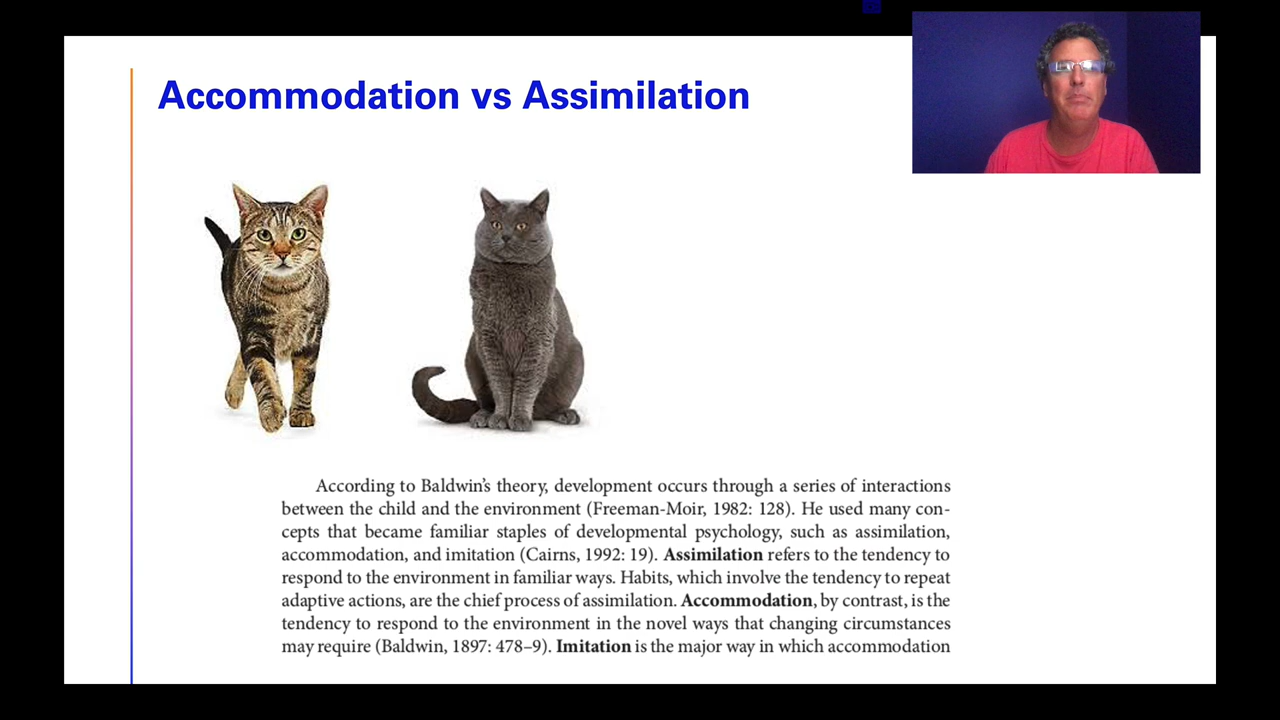 Accommodation vs Assimilation
According to Baldwin’s theory, development occurs through a series of interactions
between the child and the environment (Freeman-Moir, 1982: 128). He used many con-
cepts that became familiar staples of developmental psychology, such as assimilation,
accommodation, and imitation (Cairns, 1992: 19). Assimilation refers to the tendency to
respond to the environment in familiar ways. Habits, which involve the tendency to repeat
adaptive actions, are the chief process of assimilation. Accommodation, by contrast, is the
tendency to respond to the environment in the novel ways that changing circumstances
may require (Baldwin, 1897: 478–9). Imitation is the major way in which accommodation